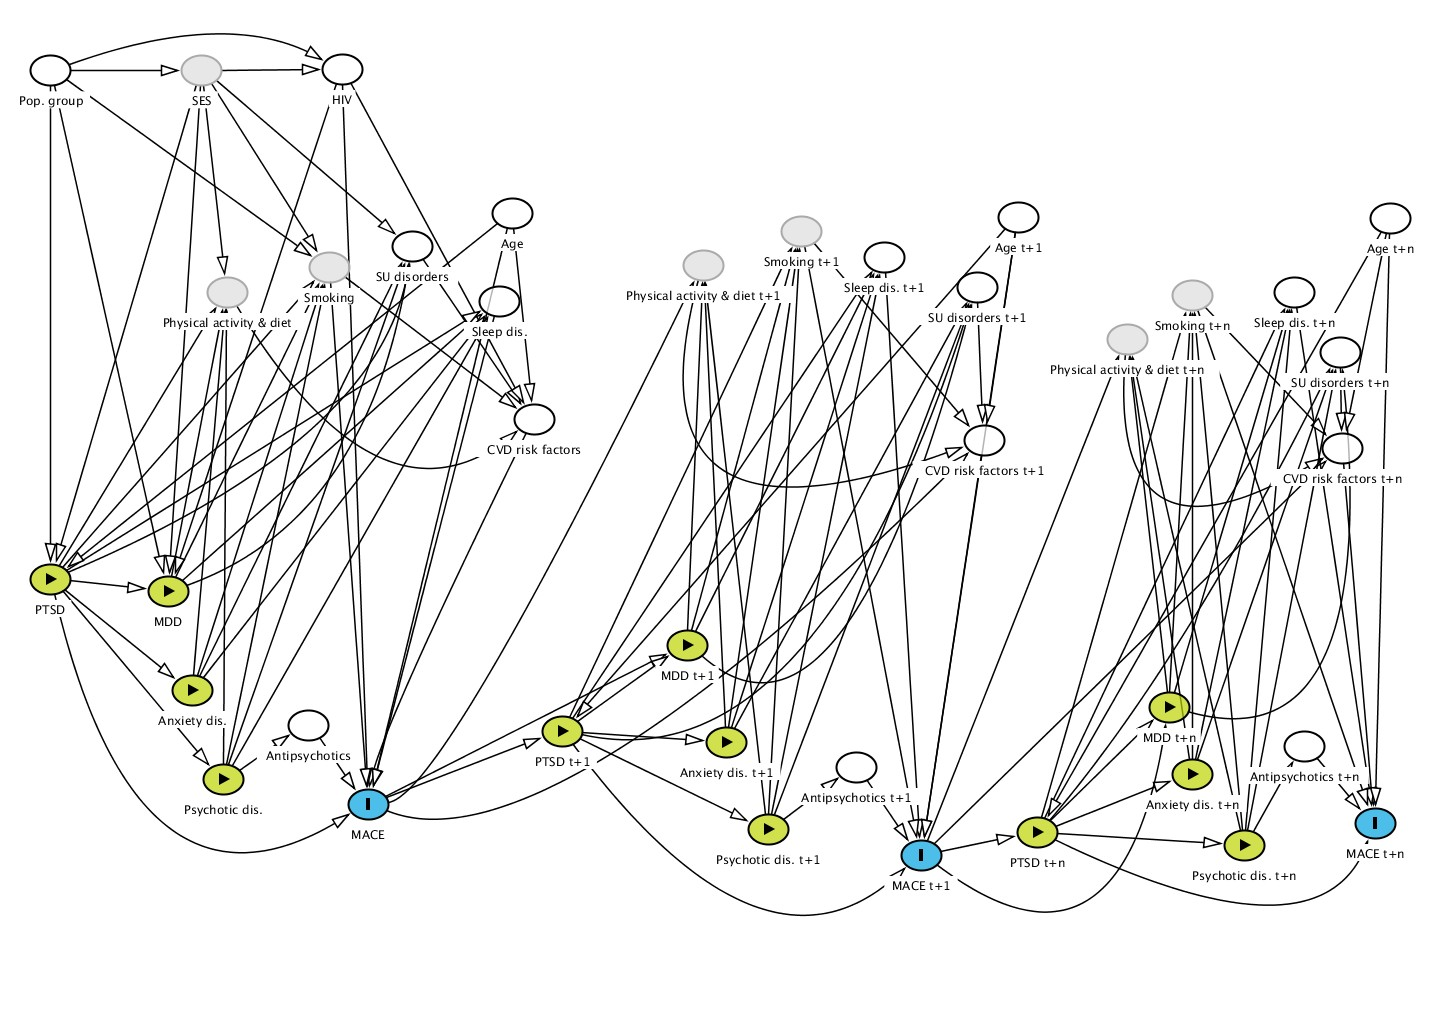 Pop. group
SES
HIV
Age
SU disorders
Smoking
Physical activity & diet
Sleep dis.
CVD risk factors
PTSD
MDD
Anxiety dis.
Antipsychotics
Psychotic dis.
MACE
Age t+1
Smoking t+1
Sleep dis. t+1
Physical activity & diet t+1
SU disorders t+1
CVD risk factors t+1
MDD t+1
PTSD t+1
Anxiety dis. t+1
Antipsychotics t+1
Psychotic dis. t+1
MACE t+1
Age t+n
Smoking t+n
Sleep dis. t+n
Physical activity & diet t+n
SU disorders t+n
CVD risk factors t+n
MDD t+n
Antipsychotics t+n
Anxiety dis. t+n
PTSD t+n
Psychotic dis. t+n
MACE t+n